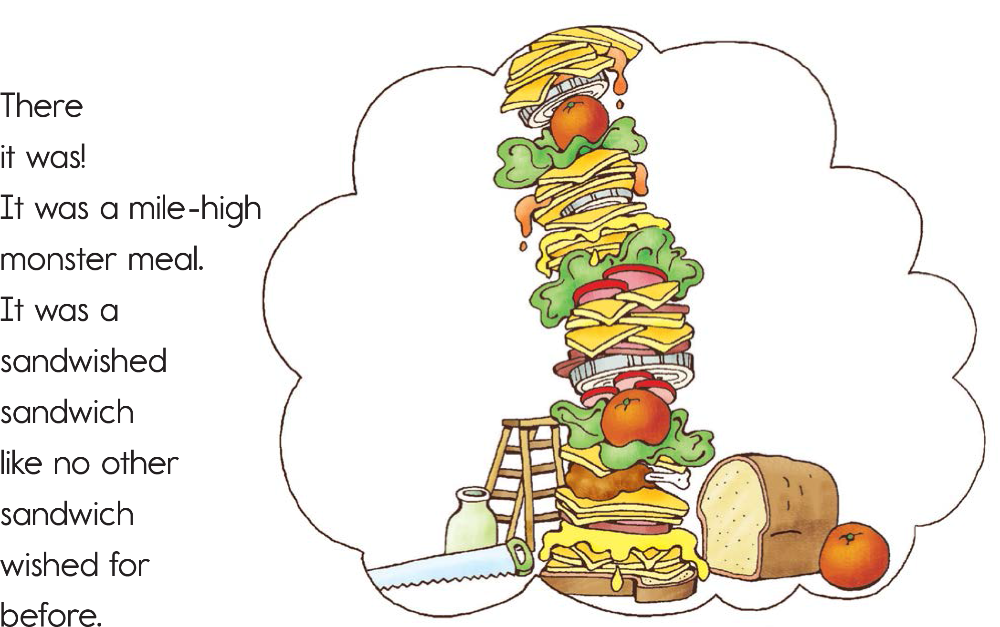 There
it was!
It was a mile-high
monster meal.
It was a
sandwished
sandwich
like no other
sandwich
wished for
before.